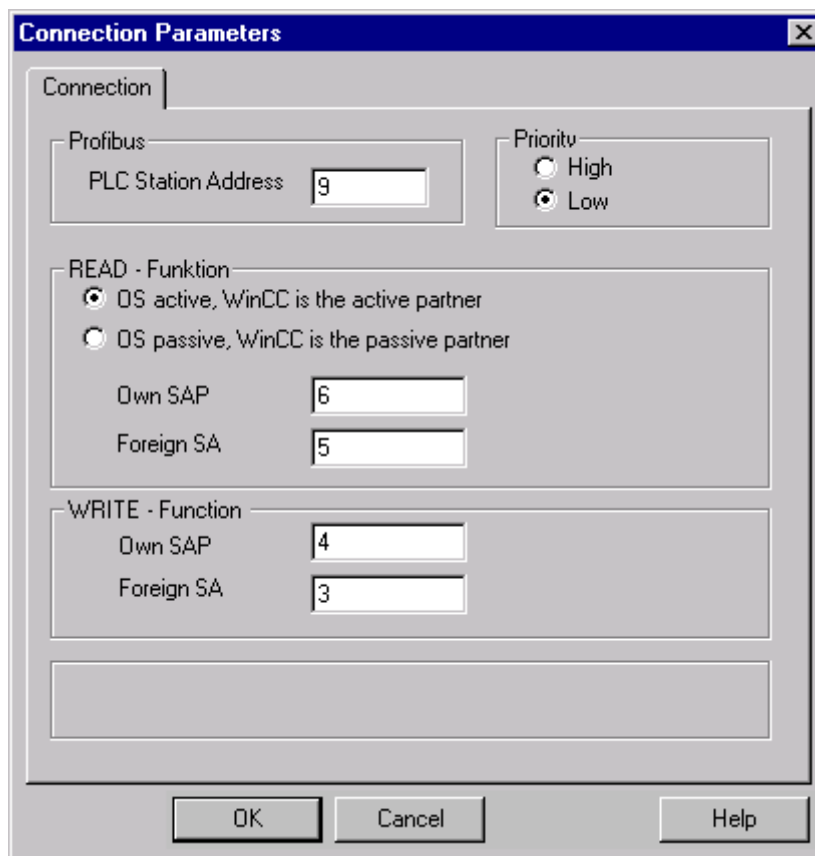 Connection Parameters
Connection
Profibus
PLC Station Address 9
Priority
High
Low
READ - Funktion
OS active, WinCC is the active partner
OS passive, WinCC is the passive partner
Own SAP 6
Foreign SA 5
WRITE - Function
Own SAP 4
Foreign SA 3
OK Cancel Help